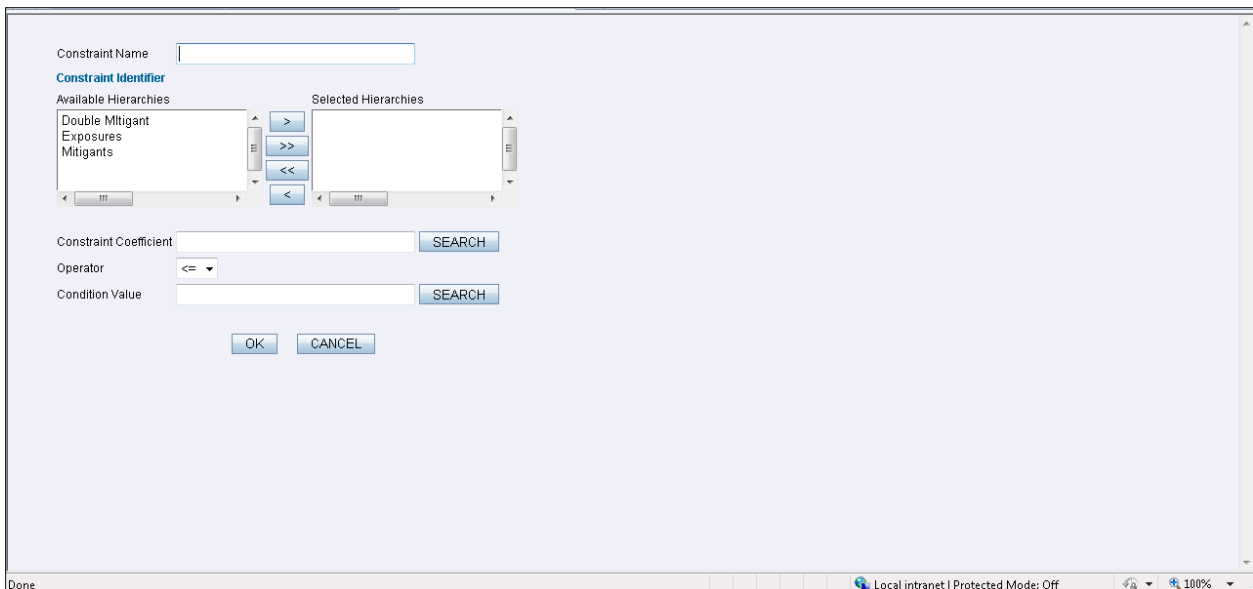 Constraint Name
Constraint Identifier
Available Hierarchies Selected Hierarchies
Double MItigant
Exposures
Mitigants
>
>>
<<
<
Constraint Coefficient SEARCH
Operator <=
Condition Value SEARCH
OK CANCEL
Done Local intranet | Protected Mode: Off 100%